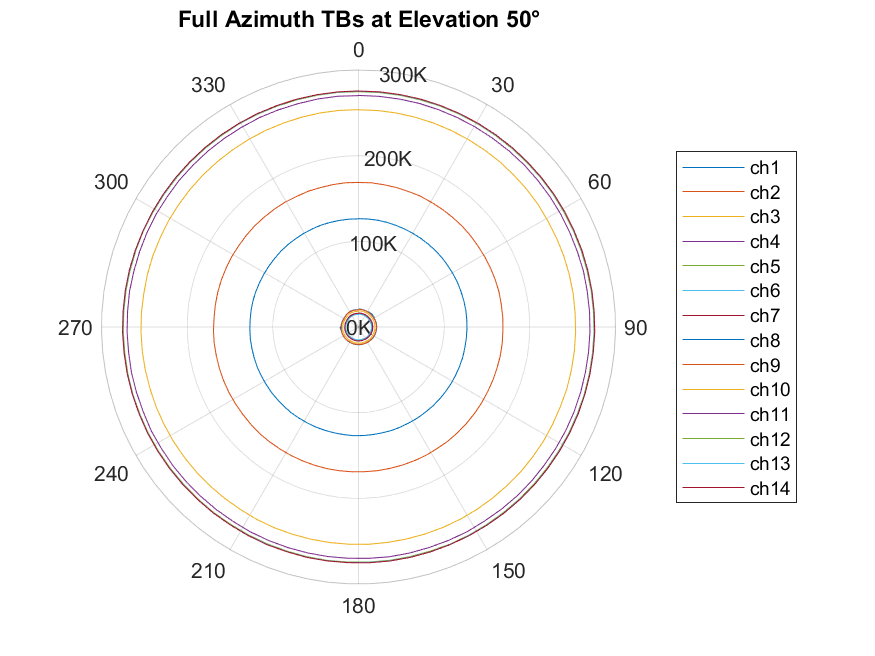 Full Azimuth TBs at Elevation 50°
0
330
300K
30
300
200K
60
100K
270
0K
90
240
120
210
150
180
ch1
ch2
ch3
ch4
ch5
ch6
ch7
ch8
ch9
ch10
ch11
ch12
ch13
ch14